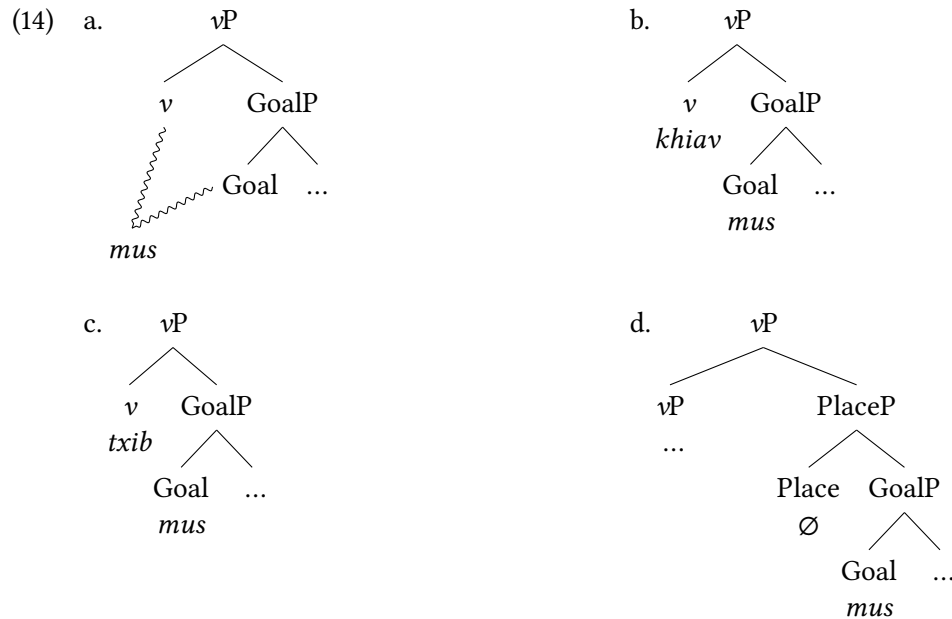 (14) a. vP b. vP
v GoalP v GoalP
khiav
Goal ... Goal ...
mus
mus
c. vP d. vP
v GoalP vP PlaceP
txib ...
Goal ... Place GoalP
mus ∅
Goal ...
mus